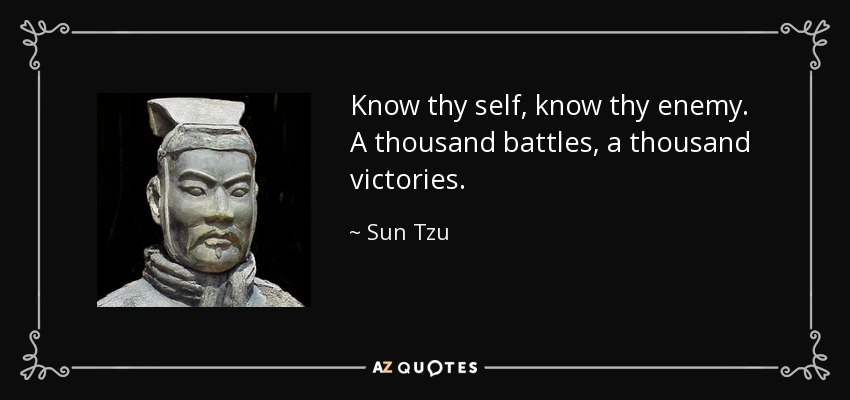 Know thy self, know thy enemy.
A thousand battles, a thousand
victories.
~ Sun Tzu
AZ QUOTES